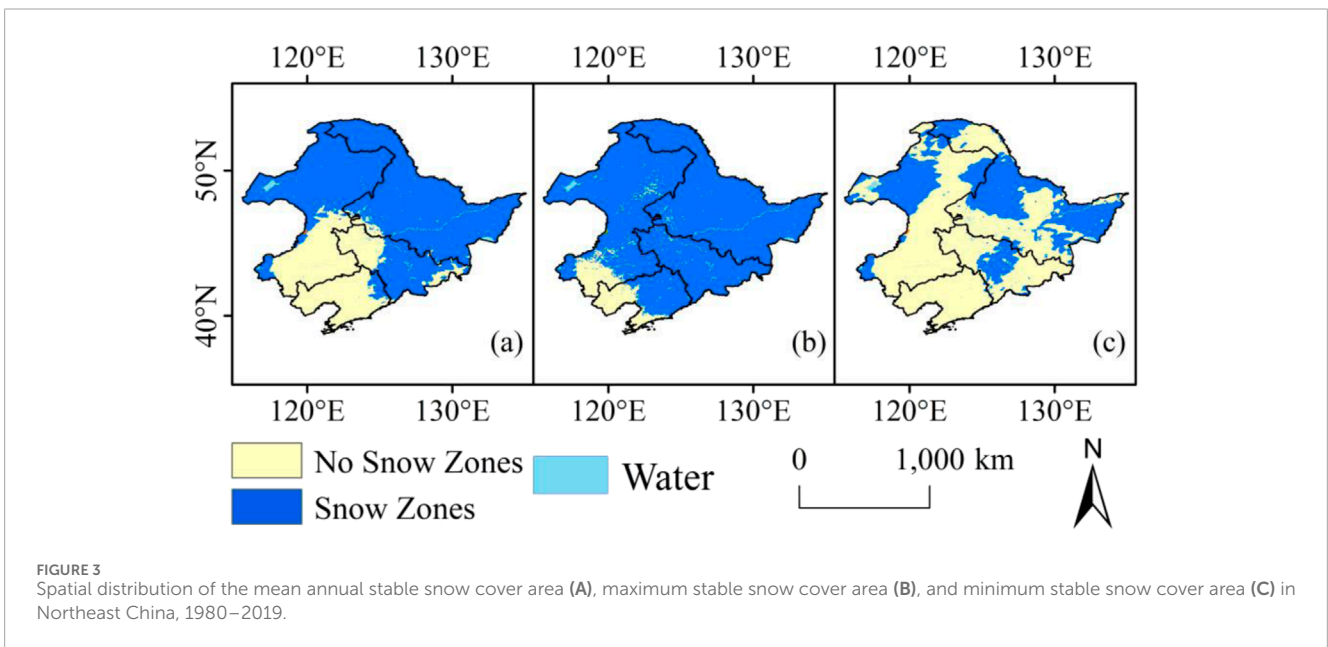 120°E 130°E 120°E 130°E 120°E 130°E
50°N
40°N
(a) (b) (c)
120°E 130°E 120°E 130°E 120°E 130°E
No Snow Zones Water 0 1,000 km N
Snow Zones
FIGURE 3
Spatial distribution of the mean annual stable snow cover area (A), maximum stable snow cover area (B), and minimum stable snow cover area (C) in
Northeast China, 1980–2019.